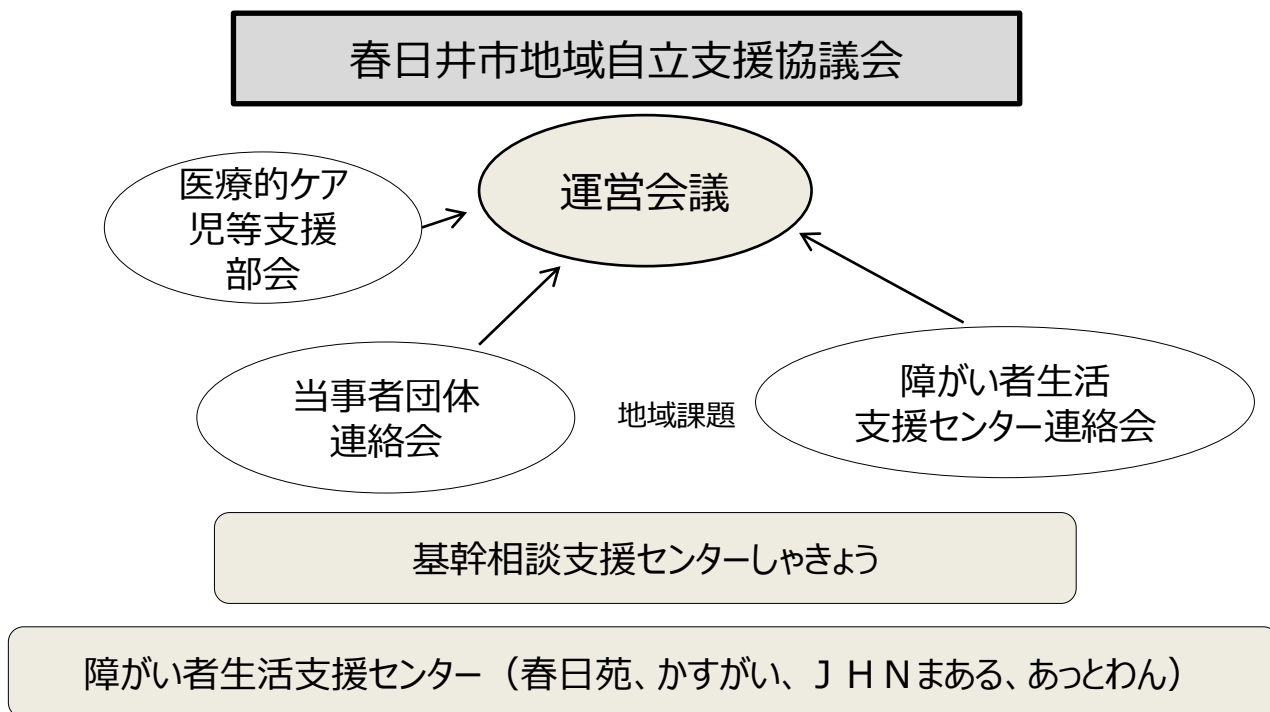 春日井市地域自立支援協議会
運営会議
医療的ケア
児等支援
部会
当事者団体
連絡会
地域課題
障がい者生活
支援センター連絡会
基幹相談支援センターしゃきょう
障がい者生活支援センター（春日苑、かすがい、ＪＨＮまある、あっとわん）